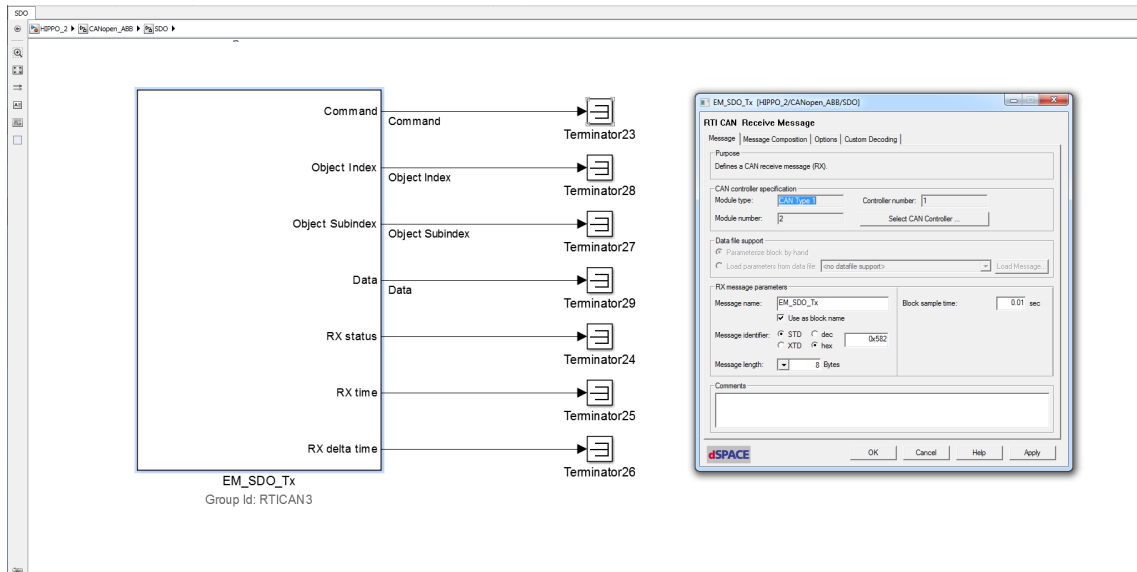 SDO
HIPPO_2 CANopen_ABB SDO
Command
Command
Terminator23
Object Index
Object Index
Terminator28
Object Subindex
Object Subindex
Terminator27
Data
Data
Terminator29
RX status
Terminator24
RX time
Terminator25
RX delta time
Terminator26
EM_SDO_Tx
Group Id: RTICAN3
EM_SDO_Tx [HIPPO_2/CANopen_ABB/SDO]
RTI CAN Receive Message
Message Message Composition Options Custom Decoding
Purpose
Defines a CAN receive message (RX).
CAN controller specification
Module type: CAN Type 1 Controller number: 1
Module number: 2 Select CAN Controller ...
Data file support
Parameterize block by hand
Load parameters from data file <no datafile support> Load Message...
RX message parameters
Message name: EM_SDO_Tx Block sample time: 0.01 sec
Use as block name
Message identifier: STD dec 0x582
XTD hex
Message length: 8 Bytes
Comments
dSPACE OK Cancel Help Apply